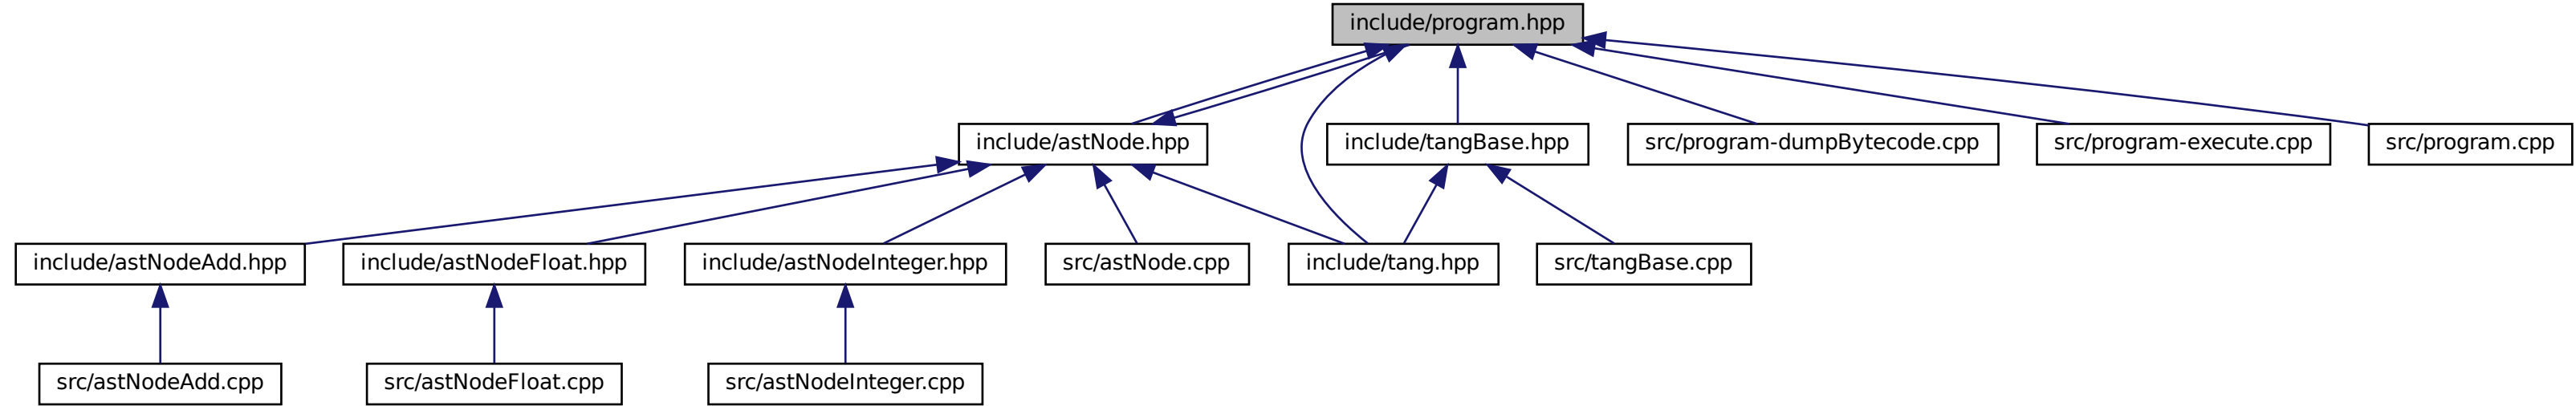 include/program.hpp
include/astNode.hpp
include/tangBase.hpp
src/program-dumpBytecode.cpp
src/program-execute.cpp
src/program.cpp
include/astNodeAdd.hpp
include/astNodeFloat.hpp
include/astNodeInteger.hpp
src/astNode.cpp
include/tang.hpp
src/tangBase.cpp
src/astNodeAdd.cpp
src/astNodeFloat.cpp
src/astNodeInteger.cpp